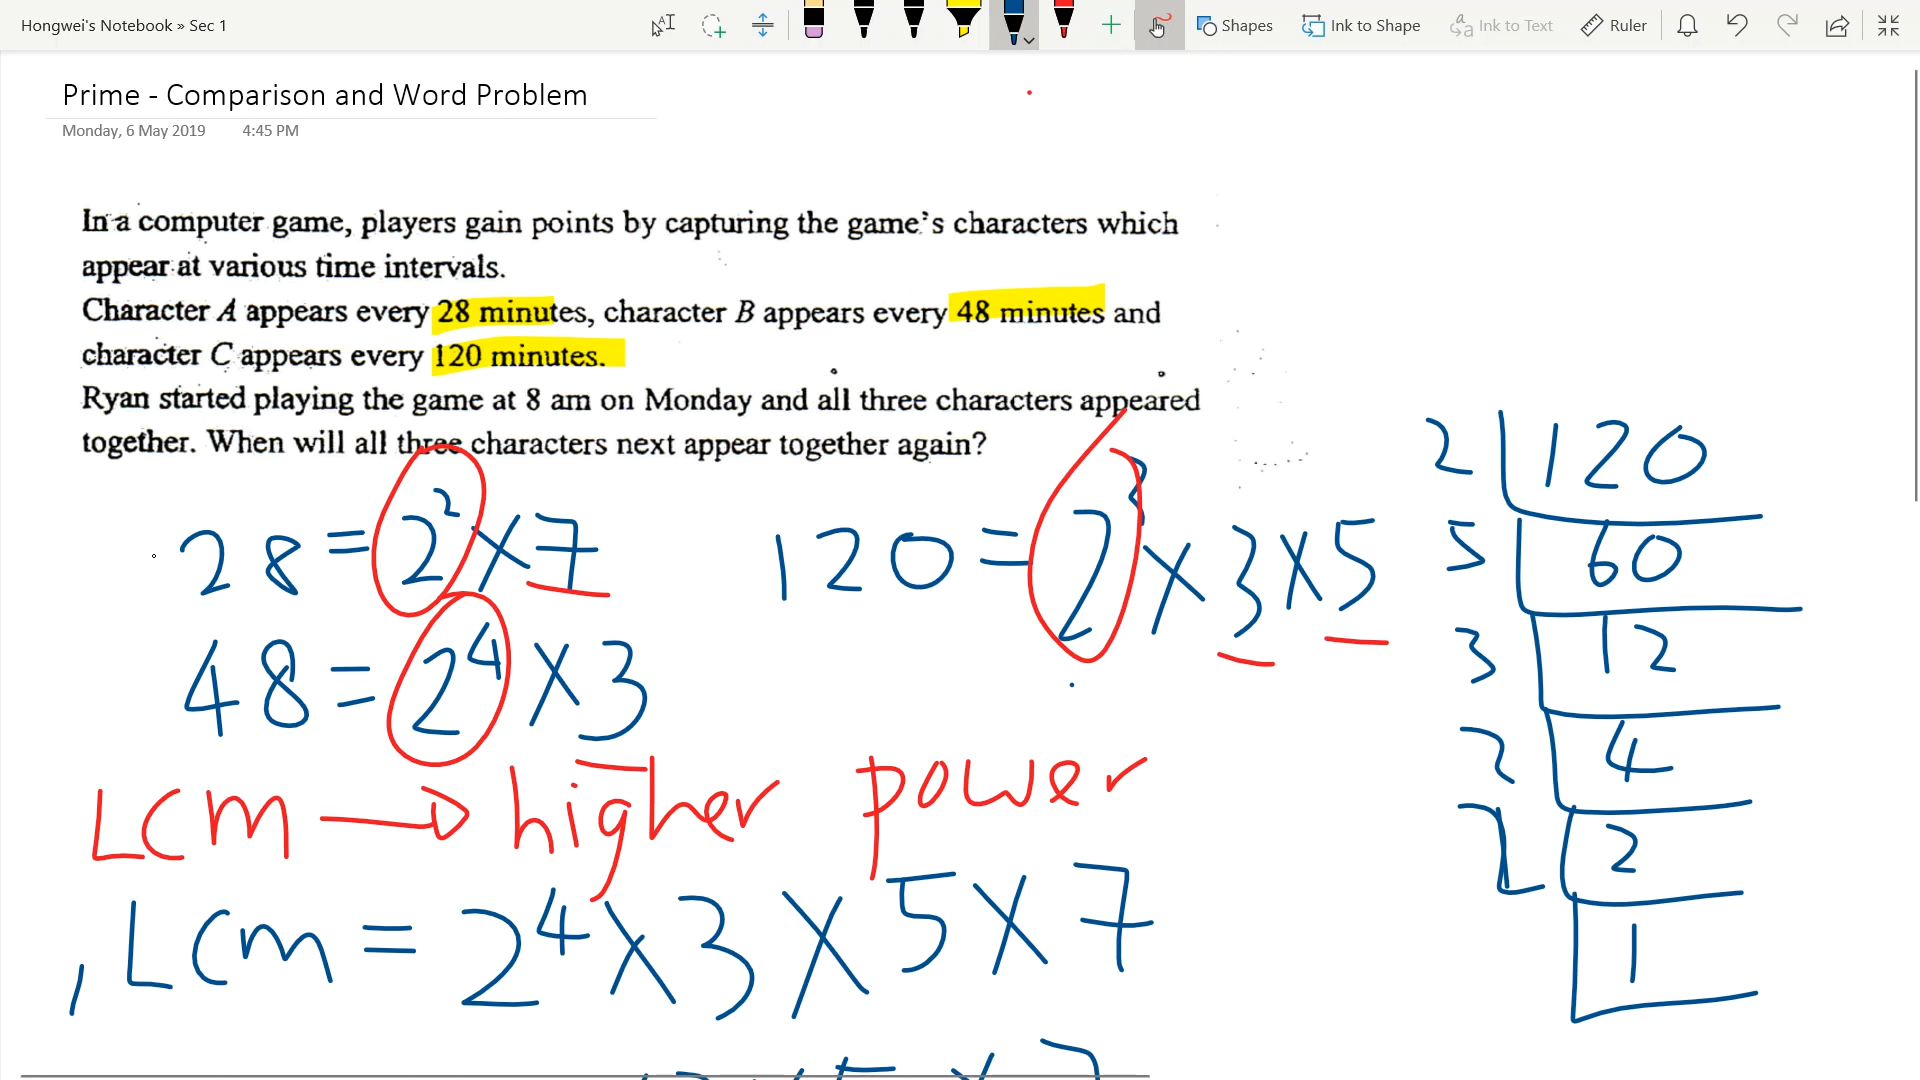 Hongwei's Notebook » Sec 1
Shapes
Ink to Shape
Ink to Text
Ruler
Prime - Comparison and Word Problem
Monday, 6 May 2019 4:45 PM
In a computer game, players gain points by capturing the game's characters which
appear at various time intervals.
Character A appears every 28 minutes, character B appears every 48 minutes and
character C appears every 120 minutes.
Ryan started playing the game at 8 am on Monday and all three characters appeared
together. When will all three characters next appear together again?
28 = 2² × 7
120 = 2³ × 3 × 5
48 = 2⁴ × 3
LCM → higher power
LCM = 2⁴ × 3 × 5 × 7
2 120
5 60
3 12
2 4
2 2
1